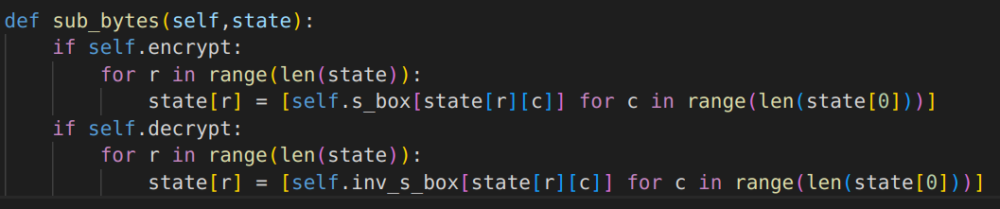 def sub_bytes(self,state):
    if self.encrypt:
        for r in range(len(state)):
            state[r] = [self.s_box[state[r][c]] for c in range(len(state[0]))]
    if self.decrypt:
        for r in range(len(state)):
            state[r] = [self.inv_s_box[state[r][c]] for c in range(len(state[0]))]